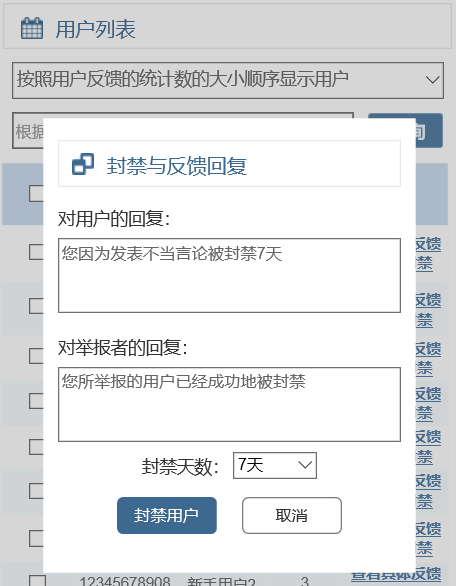 用户列表
按照用户反馈的统计数的大小顺序显示用户
根据
询
封禁与反馈回复
对用户的回复：
反馈
禁
您因为发表不当言论被封禁7天
反馈
禁
对举报者的回复：
反馈
禁
您所举报的用户已经成功地被封禁
反馈
禁
反馈
禁
封禁天数： 7天
反馈
禁
封禁用户 取消
反馈
禁
12345678908 新手用户2 3 查看具体反馈